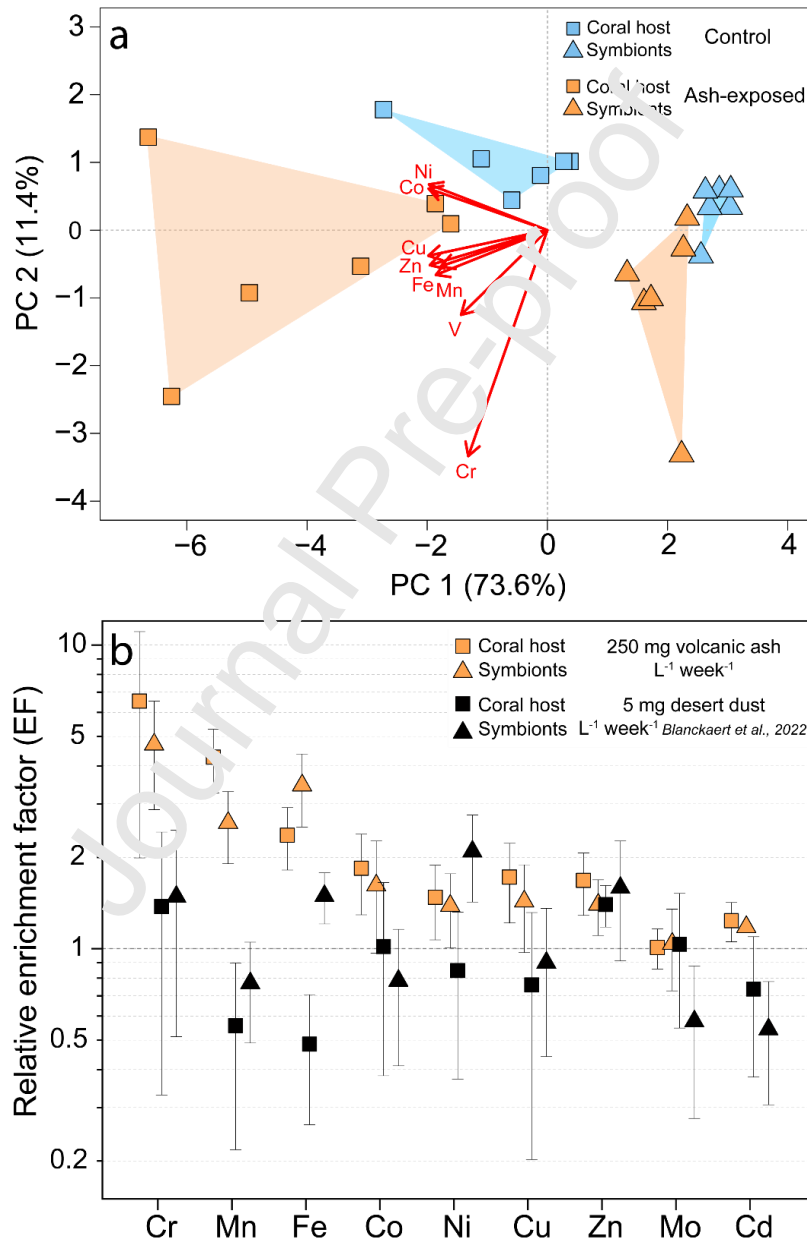 a
Coral host
Symbionts
Control
Coral host
Symbionts
Ash-exposed
3
2
1
0
−1
−2
−3
−4
PC 2 (11.4%)
Ni
Co
Cu
Zn
Fe Mn
V
Cr
−6 −4 −2 0 2 4
PC 1 (73.6%)
Journal Pre-proof
b
Coral host
Symbionts
250 mg volcanic ash
L⁻¹ week⁻¹
Coral host
Symbionts
5 mg desert dust
L⁻¹ week⁻¹ Blanckaert et al., 2022
10
5
2
1
0.5
0.2
Relative enrichment factor (EF)
Cr Mn Fe Co Ni Cu Zn Mo Cd